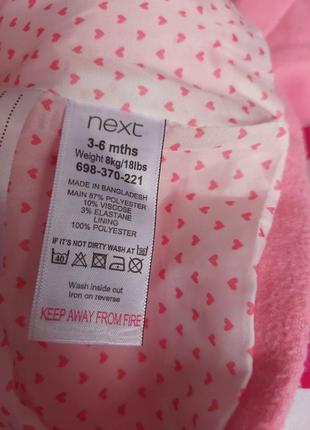 next
3-6 mths
Weight 8kg/18lbs
698-370-221
MADE IN BANGLADESH
MAIN 87% POLYESTER
10% VISCOSE
3% ELASTANE
LINING
100% POLYESTER
IF IT'S NOT DIRTY WASH AT 30
40
Wash inside out
Iron on reverse
KEEP AWAY FROM FIRE